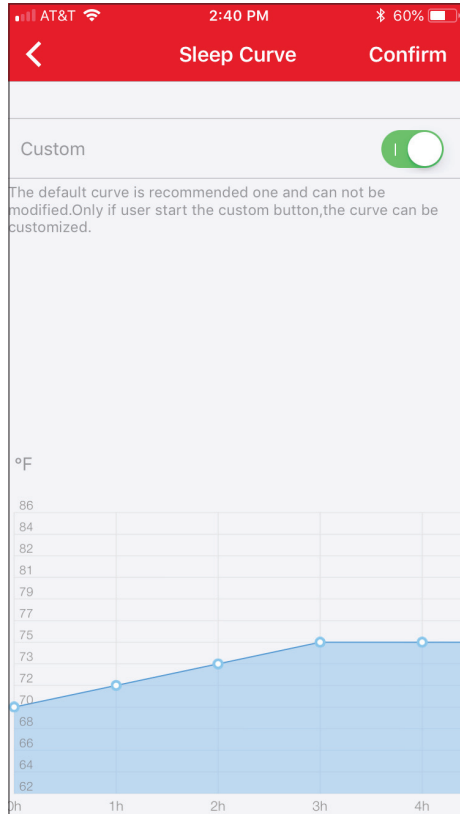 AT&T 2:40 PM 60%
Sleep Curve Confirm
Custom
The default curve is recommended one and can not be
modified.Only if user start the custom button,the curve can be
customized.
°F
86
84
82
81
79
77
75
73
72
70
68
66
64
62
0h 1h 2h 3h 4h